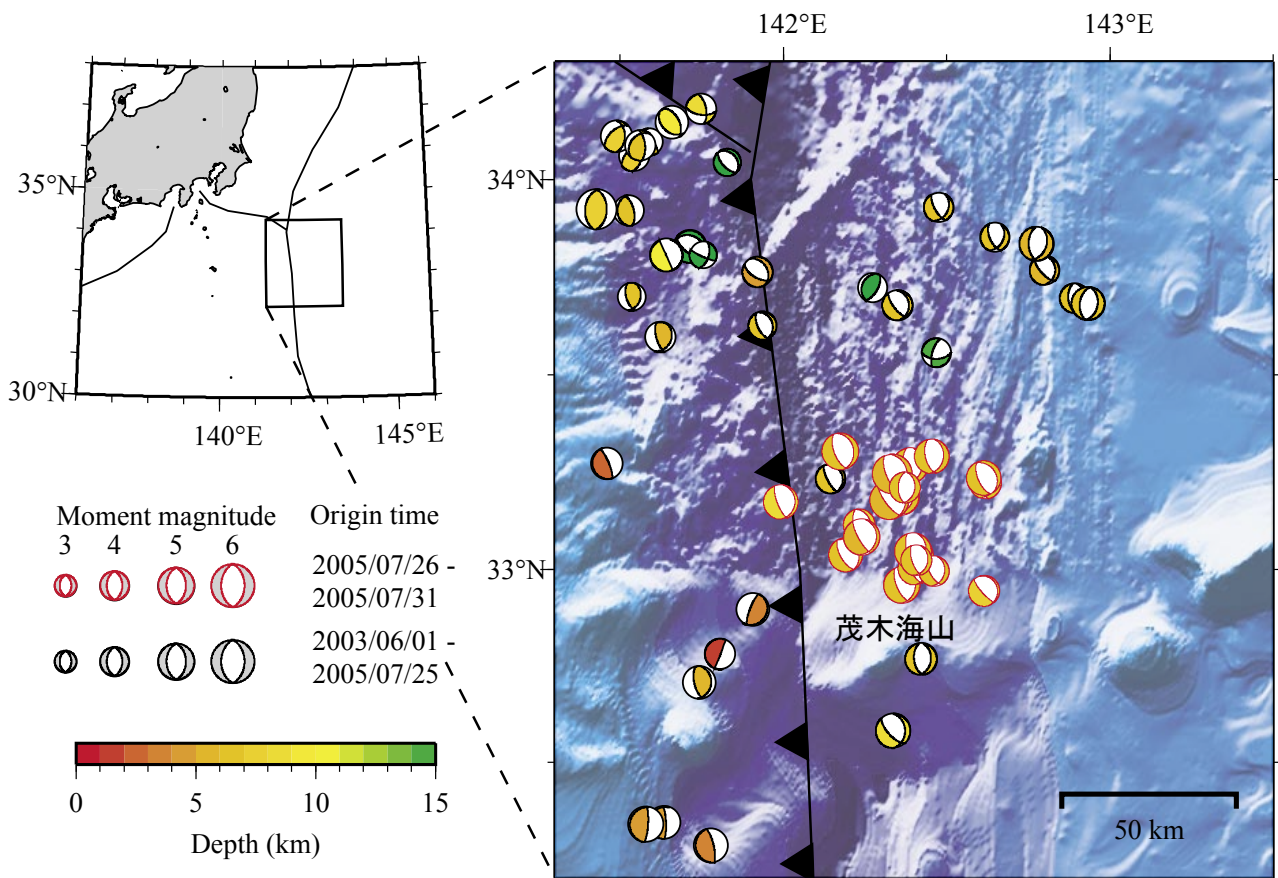 142°E
143°E
35°N
30°N
140°E
145°E
34°N
33°N
Moment magnitude
3 4 5 6
Origin time
2005/07/26 -
2005/07/31
2003/06/01 -
2005/07/25
0 5 10 15
Depth (km)
茂木海山
50 km